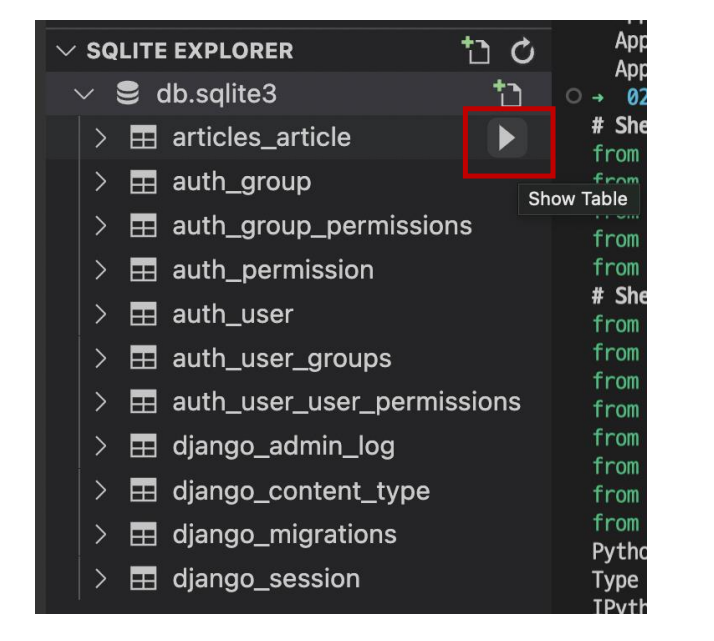 SQLITE EXPLORER
db.sqlite3
articles_article
Show Table
auth_group
auth_group_permissions
auth_permission
auth_user
auth_user_groups
auth_user_user_permissions
django_admin_log
django_content_type
django_migrations
django_session
App
App
→ 02
# She
from
from
from
from
from
# She
from
from
from
from
from
from
from
from
Pytho
Type
IPyth